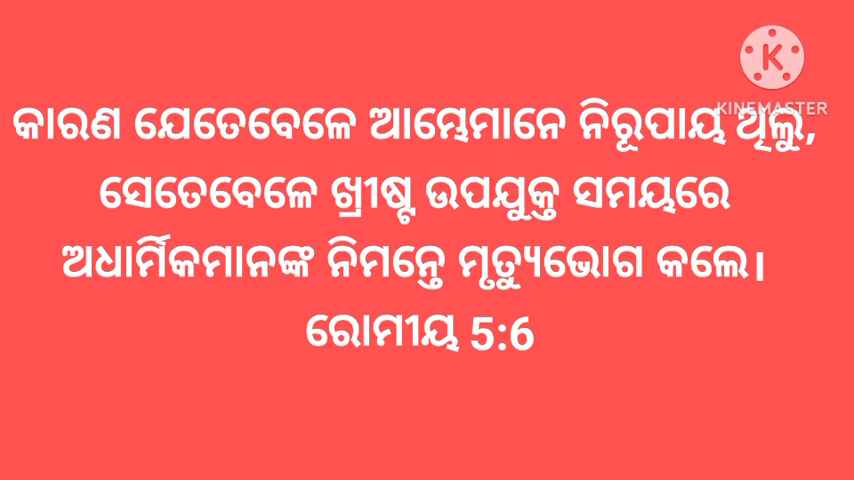 KINEMASTER
କାରଣ ଯେତେବେଳେ ଆମ୍ଭେମାନେ ନିରୂପାୟ ଥିଲୁ,
ସେତେବେଳେ ଖ୍ରୀଷ୍ଟ ଉପଯୁକ୍ତ ସମୟରେ
ଅଧାର୍ମିକମାନଙ୍କ ନିମନ୍ତେ ମୃତ୍ୟୁଭୋଗ କଲେ।
ରୋମୀୟ 5:6